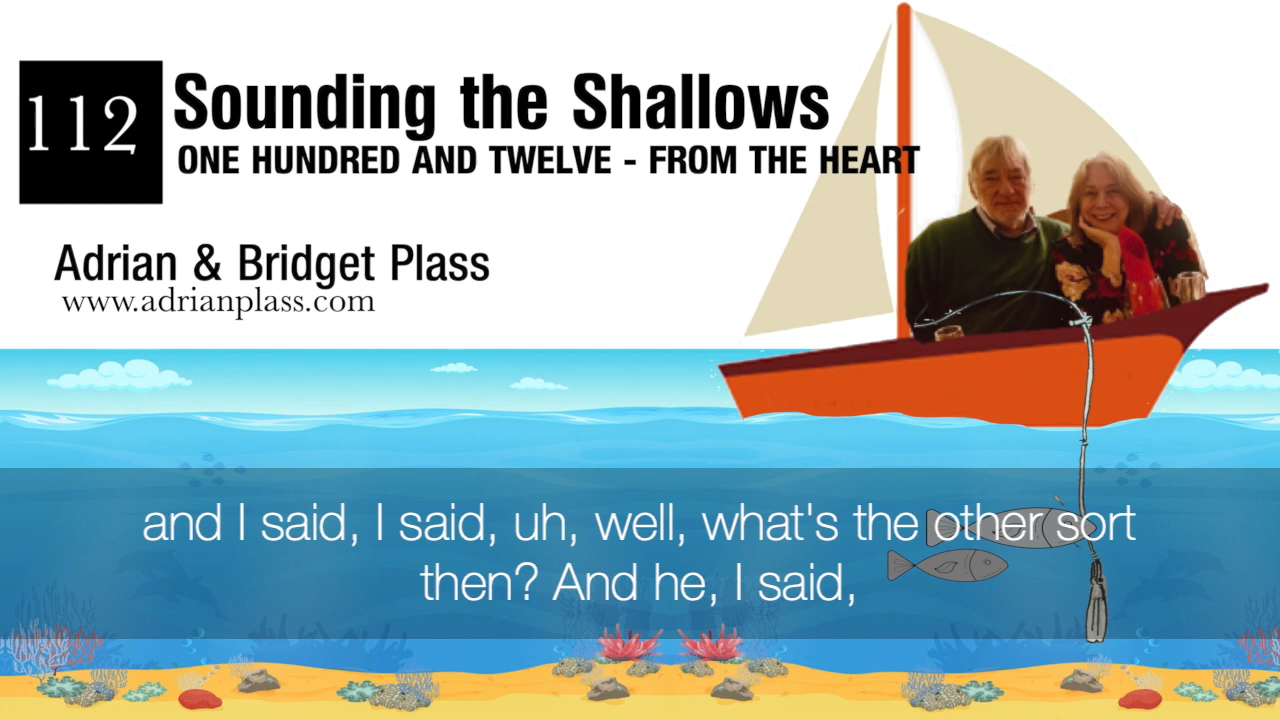 112
Sounding the Shallows
ONE HUNDRED AND TWELVE - FROM THE HEART
Adrian & Bridget Plass
www.adrianplass.com
and I said, I said, uh, well, what's the other sort
then? And he, I said,